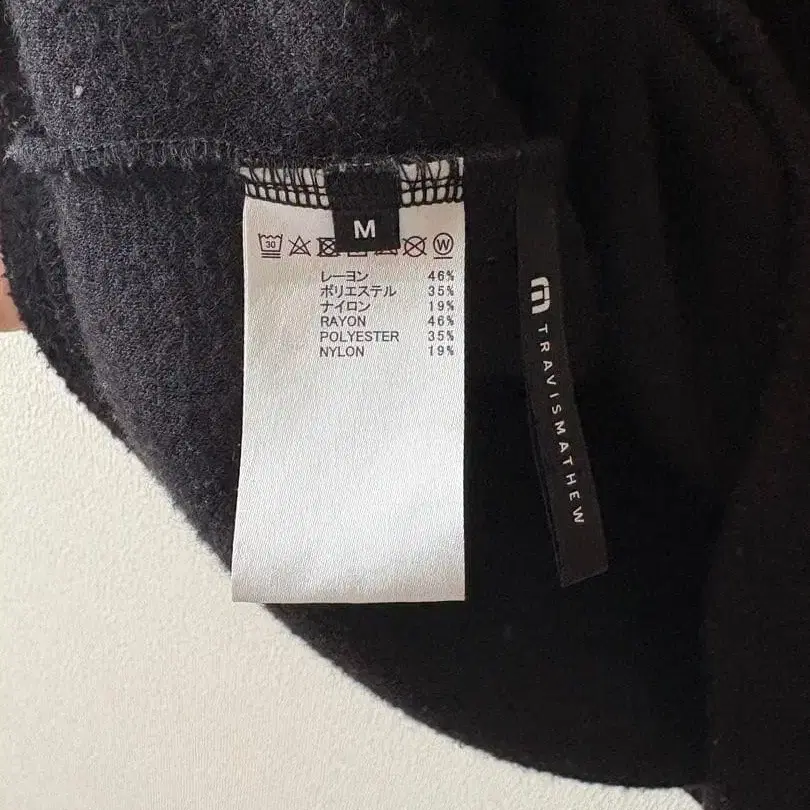 M
30 W
レーヨン 46%
ポリエステル 35%
ナイロン 19%
RAYON 46%
POLYESTER 35%
NYLON 19%
TRAVISMATHEW